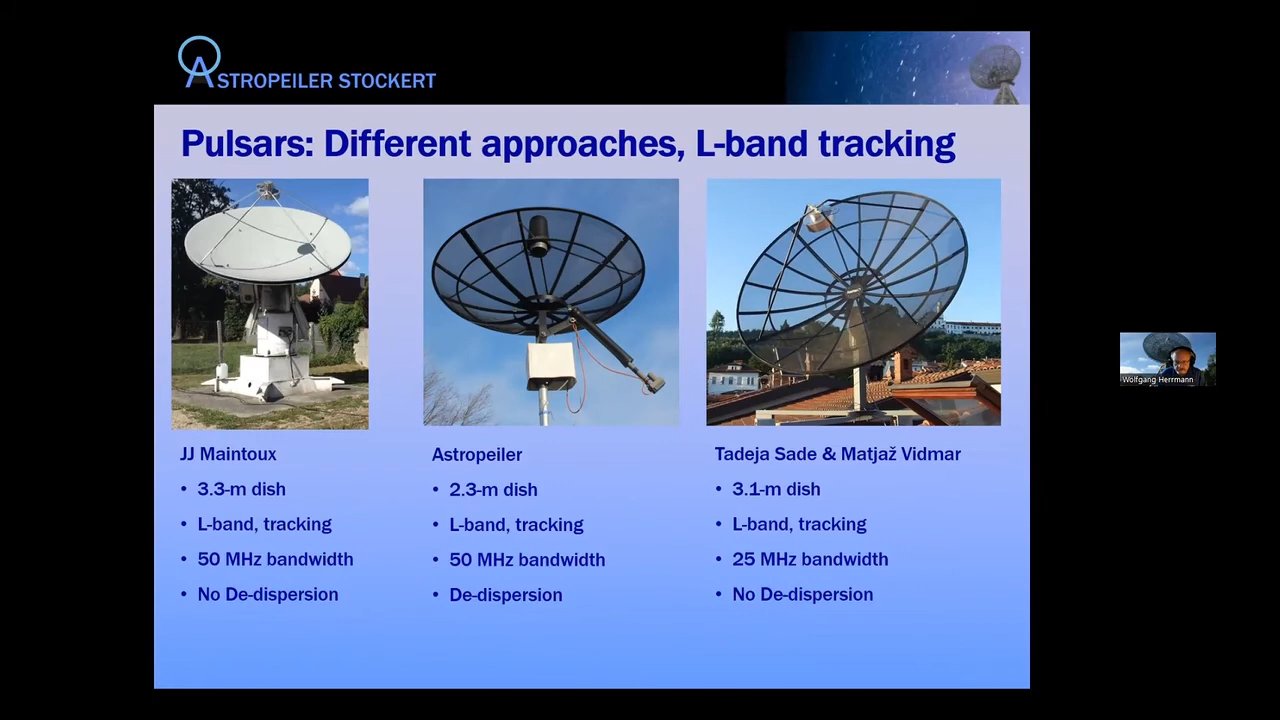 ASTROPEILER STOCKERT
Pulsars: Different approaches, L-band tracking
JJ Maintoux
• 3.3-m dish
• L-band, tracking
• 50 MHz bandwidth
• No De-dispersion
Astropeiler
• 2.3-m dish
• L-band, tracking
• 50 MHz bandwidth
• De-dispersion
Tadeja Sade & Matjaž Vidmar
• 3.1-m dish
• L-band, tracking
• 25 MHz bandwidth
• No De-dispersion
Wolfgang Herrmann